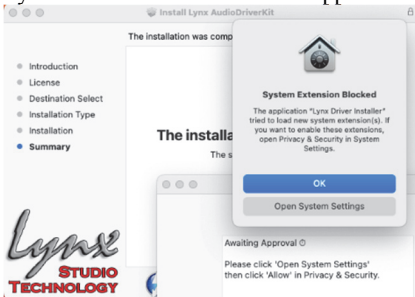 Install Lynx AudioDriverKit
The installation was comp
Introduction
License
Destination Select
Installation Type
Installation
Summary
The installa
The s
System Extension Blocked
The application "Lynx Driver Installer"
tried to load new system extension(s). If
you want to enable these extensions,
open Privacy & Security in System
Settings.
OK
Open System Settings
Awaiting Approval
Please click 'Open System Settings'
then click 'Allow' in Privacy & Security.
Lynx
STUDIO
TECHNOLOGY